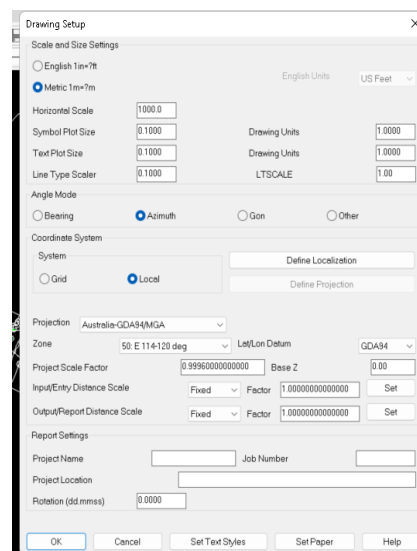 Drawing Setup
Scale and Size Settings
English 1in=?ft
English Units US Feet
Metric 1m=?m
Horizontal Scale 1000.0
Symbol Plot Size 0.1000 Drawing Units 1.0000
Text Plot Size 0.1000 Drawing Units 1.0000
Line Type Scaler 0.1000 LTSCALE 1.00
Angle Mode
Bearing Azimuth Gon Other
Coordinate System
System
Define Localization
Grid Local
Define Projection
Projection Australia-GDA94/MGA
Zone 50: E 114-120 deg Lat/Lon Datum GDA94
Project Scale Factor 0.99960000000000 Base Z 0.00
Input/Entry Distance Scale Fixed Factor 1.00000000000000 Set
Output/Report Distance Scale Fixed Factor 1.00000000000000 Set
Report Settings
Project Name Job Number
Project Location
Rotation (dd.mmss) 0.0000
OK Cancel Set Text Styles Set Paper Help